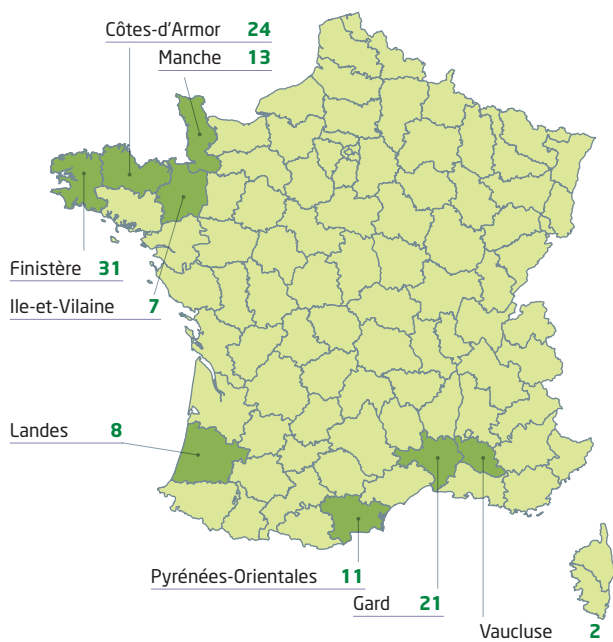 Côtes-d'Armor 24
Manche 13
Finistère 31
Ile-et-Vilaine 7
Landes 8
Pyrénées-Orientales 11
Gard 21
Vaucluse 2